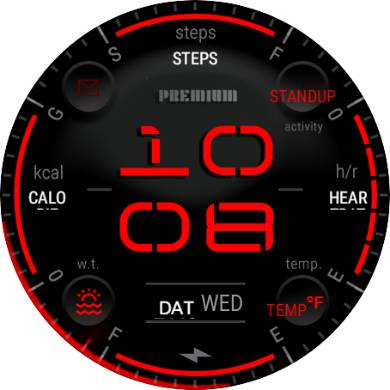 steps
STEPS
S
F
PREMIUM
STANDUP
G
O
activity
10
kcal
h/r
CALO
HEAR
08
w.t.
temp.
O
E
DAT WED
TEMP °F
F
E